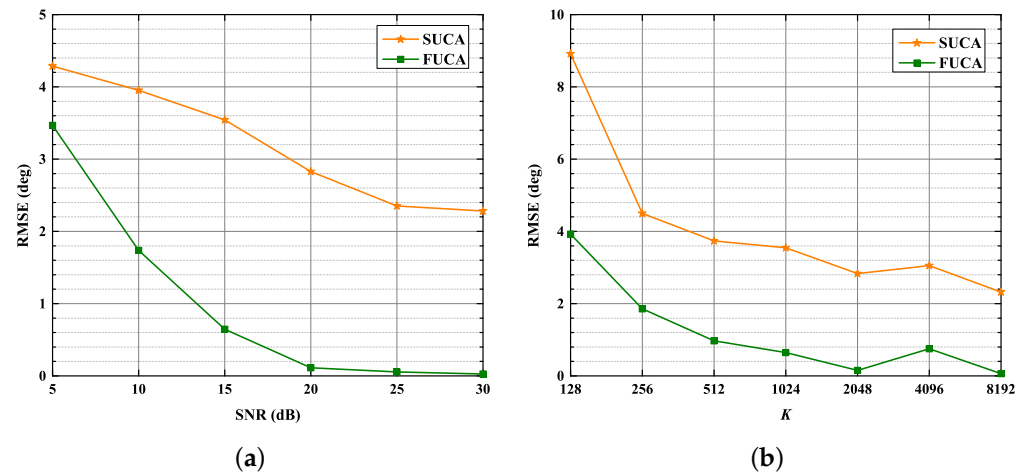 5
4
3
2
1
0
RMSE (deg)
SUCA
FUCA
5 10 15 20 25 30
SNR (dB)
(a)
10
8
6
4
2
0
RMSE (deg)
SUCA
FUCA
128 256 512 1024 2048 4096 8192
K
(b)